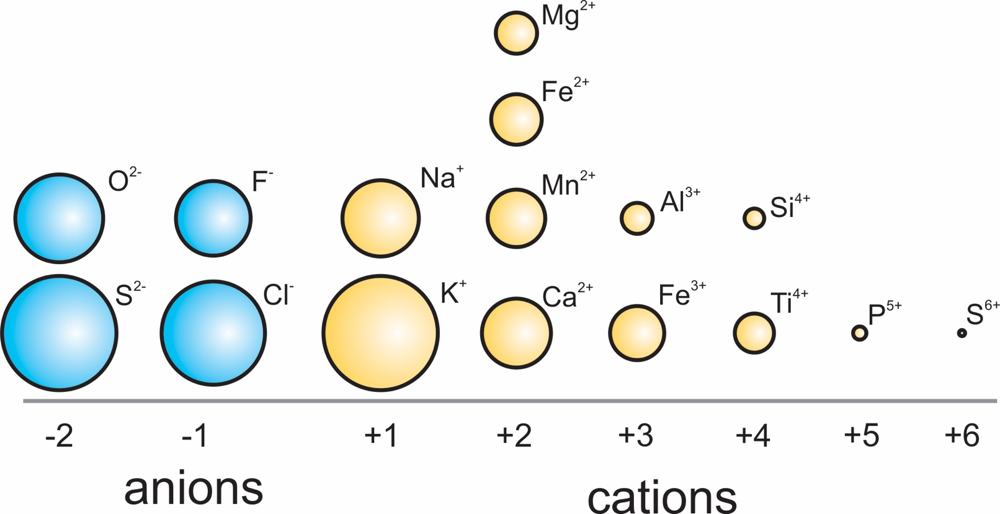 Mg²⁺
Fe²⁺
O²⁻ F⁻ Na⁺ Mn²⁺ Al³⁺ Si⁴⁺
S²⁻ Cl⁻ K⁺ Ca²⁺ Fe³⁺ Ti⁴⁺ P⁵⁺ S⁶⁺
-2 -1 +1 +2 +3 +4 +5 +6
anions cations